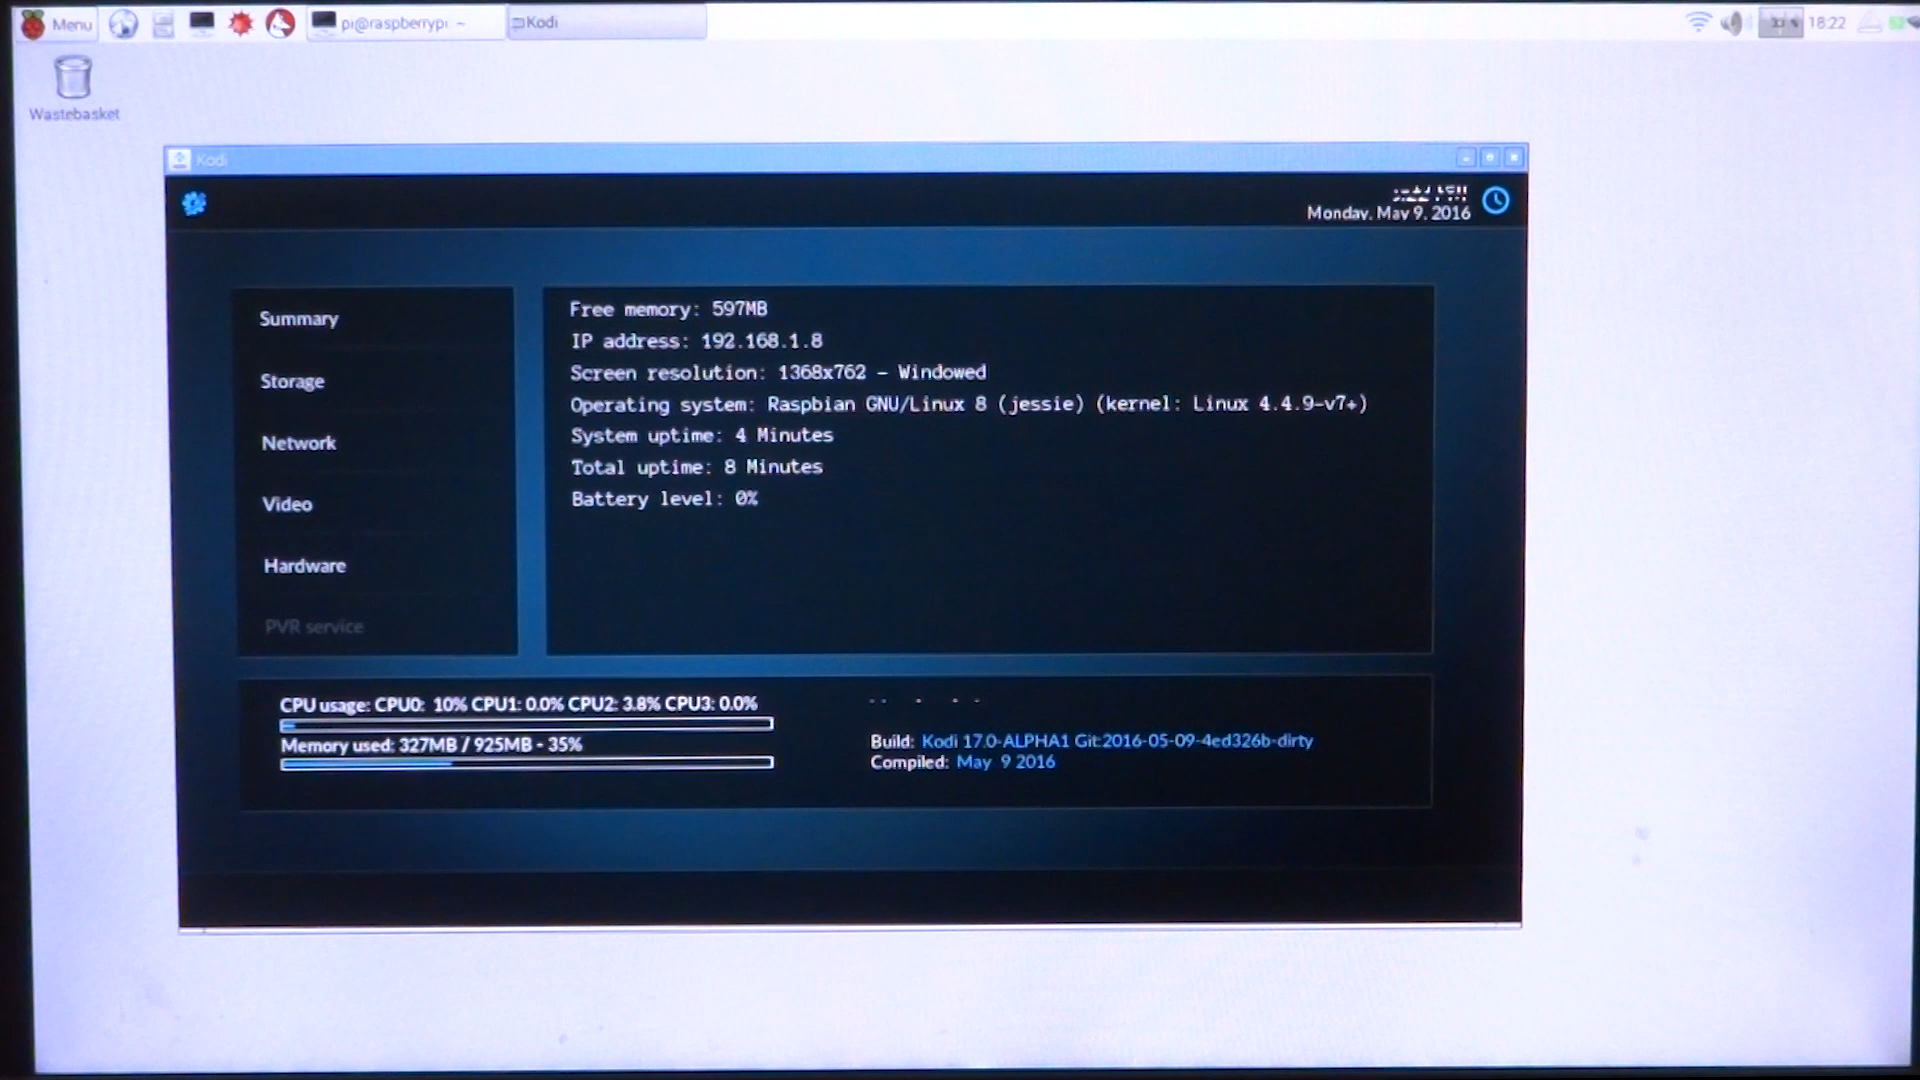 Menu
pi@raspberrypi: ~
Kodi
18:22
Wastebasket
Kodi
Monday, May 9, 2016
Summary
Storage
Network
Video
Hardware
PVR service
Free memory: 597MB
IP address: 192.168.1.8
Screen resolution: 1368x762 - Windowed
Operating system: Raspbian GNU/Linux 8 (jessie) (kernel: Linux 4.4.9-v7+)
System uptime: 4 Minutes
Total uptime: 8 Minutes
Battery level: 0%
CPU usage: CPU0: 10% CPU1: 0.0% CPU2: 3.8% CPU3: 0.0%
Memory used: 327MB / 925MB - 35%
Build: Kodi 17.0-ALPHA1 Git:2016-05-09-4ed326b-dirty
Compiled: May 9 2016